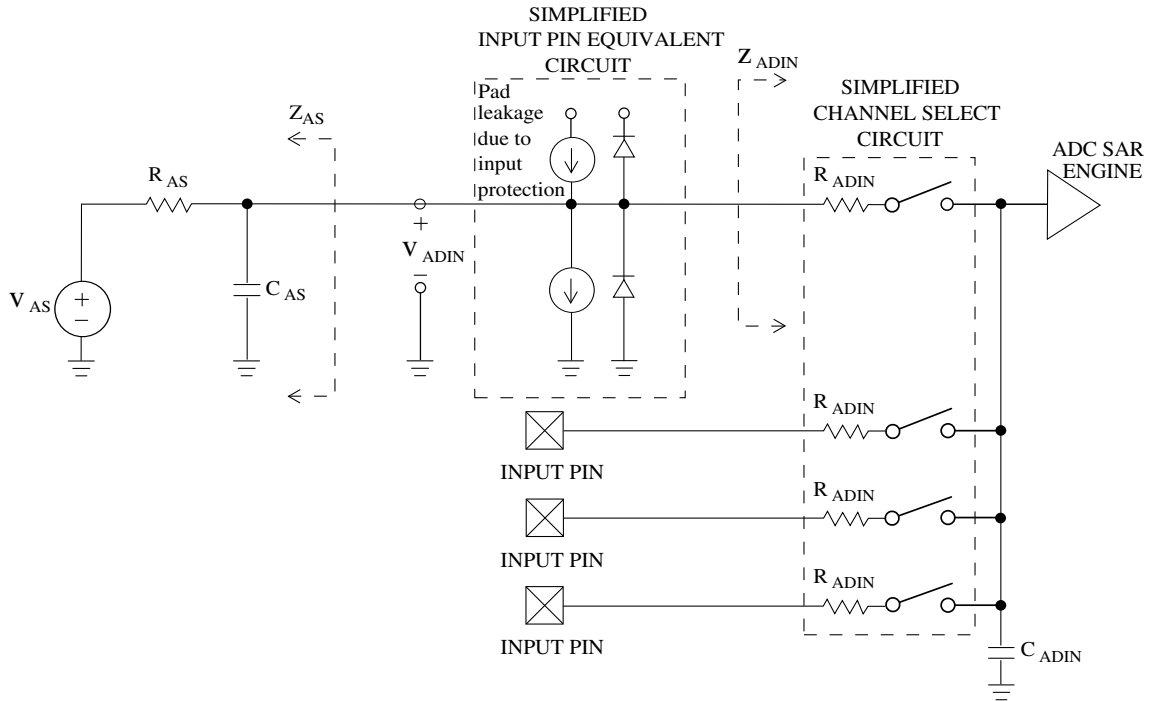 SIMPLIFIED
INPUT PIN EQUIVALENT
CIRCUIT
Pad
leakage
due to
input
protection
Z ADIN
SIMPLIFIED
CHANNEL SELECT
CIRCUIT
ADC SAR
ENGINE
Z AS
R AS
R ADIN
+
V ADIN
−
C AS
V AS
+
−
R ADIN
INPUT PIN
R ADIN
INPUT PIN
R ADIN
INPUT PIN
C ADIN